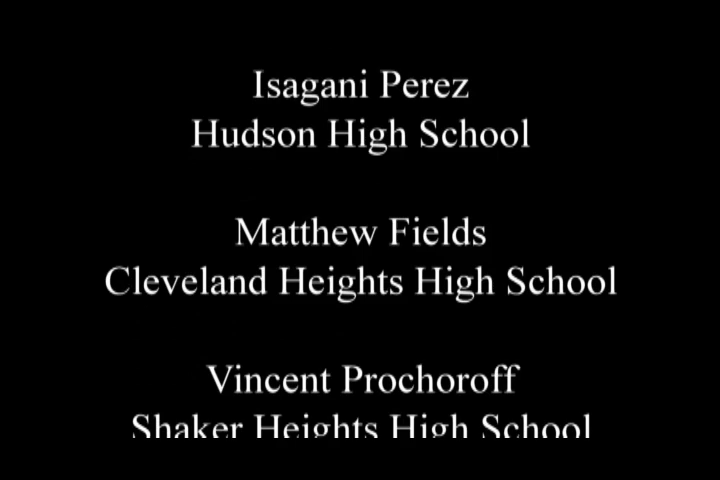 Isagani Perez
Hudson High School
Matthew Fields
Cleveland Heights High School
Vincent Prochoroff
Shaker Heights High School